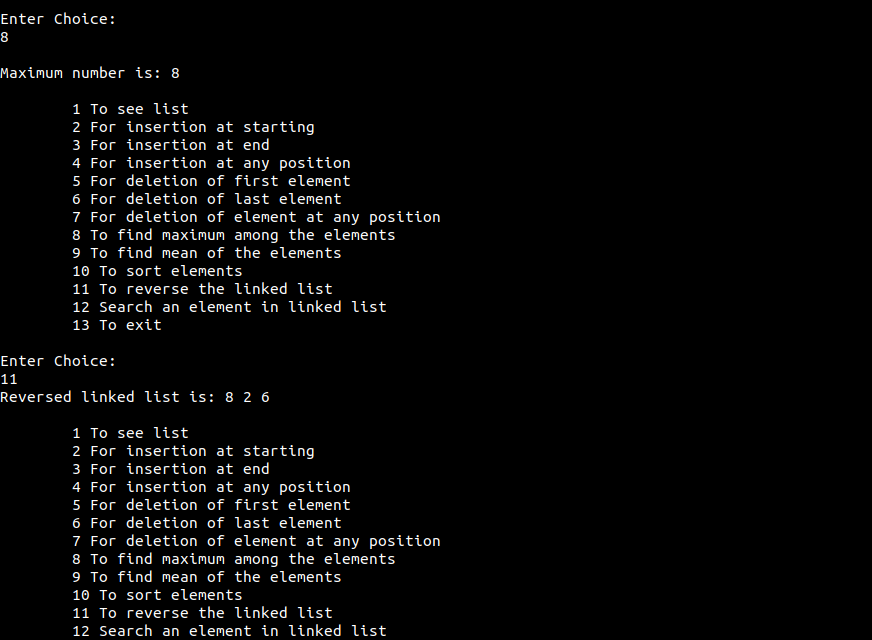 Enter Choice:
8
Maximum number is: 8
1 To see list
2 For insertion at starting
3 For insertion at end
4 For insertion at any position
5 For deletion of first element
6 For deletion of last element
7 For deletion of element at any position
8 To find maximum among the elements
9 To find mean of the elements
10 To sort elements
11 To reverse the linked list
12 Search an element in linked list
13 To exit
Enter Choice:
11
Reversed linked list is: 8 2 6
1 To see list
2 For insertion at starting
3 For insertion at end
4 For insertion at any position
5 For deletion of first element
6 For deletion of last element
7 For deletion of element at any position
8 To find maximum among the elements
9 To find mean of the elements
10 To sort elements
11 To reverse the linked list
12 Search an element in linked list